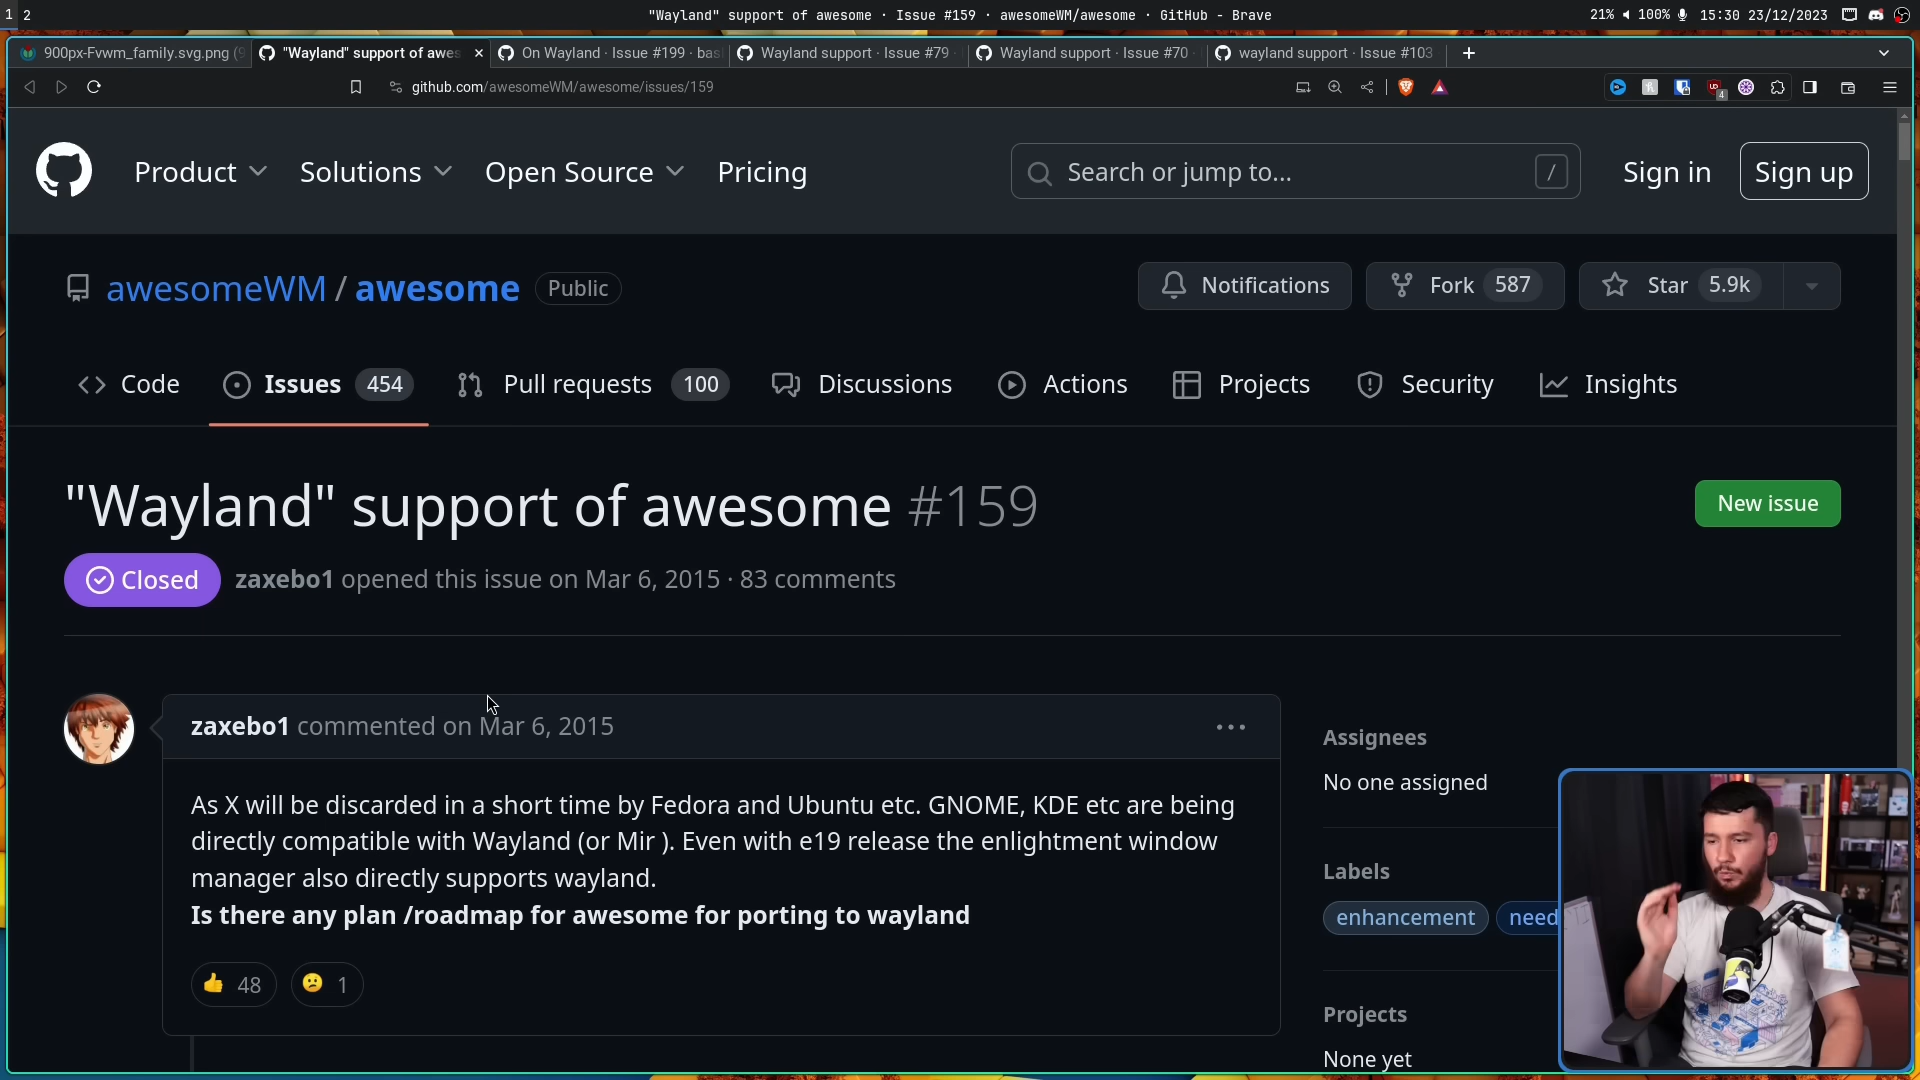 1 2
"Wayland" support of awesome · Issue #159 · awesomeWM/awesome · GitHub - Brave
21% 100% 15:30 23/12/2023
900px-Fvwm_family.svg.png (9
"Wayland" support of awes
On Wayland · Issue #199 · bas
Wayland support · Issue #79 ·
Wayland support · Issue #70 ·
wayland support · Issue #103
github.com/awesomeWM/awesome/issues/159
4
Product
Solutions
Open Source
Pricing
Search or jump to...
/
Sign in
Sign up
awesomeWM / awesome
Public
Notifications
Fork 587
Star 5.9k
Code
Issues 454
Pull requests 100
Discussions
Actions
Projects
Security
Insights
"Wayland" support of awesome #159
New issue
Closed
zaxebo1 opened this issue on Mar 6, 2015 · 83 comments
zaxebo1 commented on Mar 6, 2015
As X will be discarded in a short time by Fedora and Ubuntu etc. GNOME, KDE etc are being
directly compatible with Wayland (or Mir ). Even with e19 release the enlightment window
manager also directly supports wayland.
Is there any plan /roadmap for awesome for porting to wayland
👍 48
😕 1
Assignees
No one assigned
Labels
enhancement
need
Projects
None yet